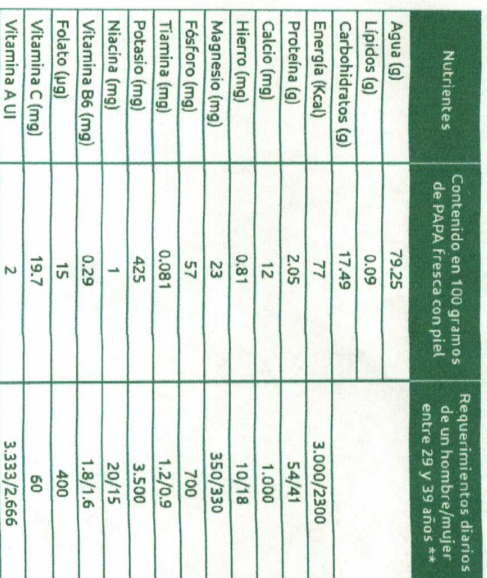 Nutrientes
Contenido en 100 gramos
de PAPA fresca con piel
Requerimientos diarios
de un hombre/mujer
entre 29 y 39 años **
Agua (g) 79.25
Lípidos (g) 0.09
Carbohidratos (g) 17.49
Energía (Kcal) 77 3.000/2300
Proteína (g) 2.05 54/41
Calcio (mg) 12 1.000
Hierro (mg) 0.81 10/18
Magnesio (mg) 23 350/330
Fósforo (mg) 57 700
Tiamina (mg) 0.081 1.2/0.9
Potasio (mg) 425 3.500
Niacina (mg) 1 20/15
Vitamina B6 (mg) 0.29 1.8/1.6
Folato (µg) 15 400
Vitamina C (mg) 19.7 60
Vitamina A UI 2 3.333/2.666